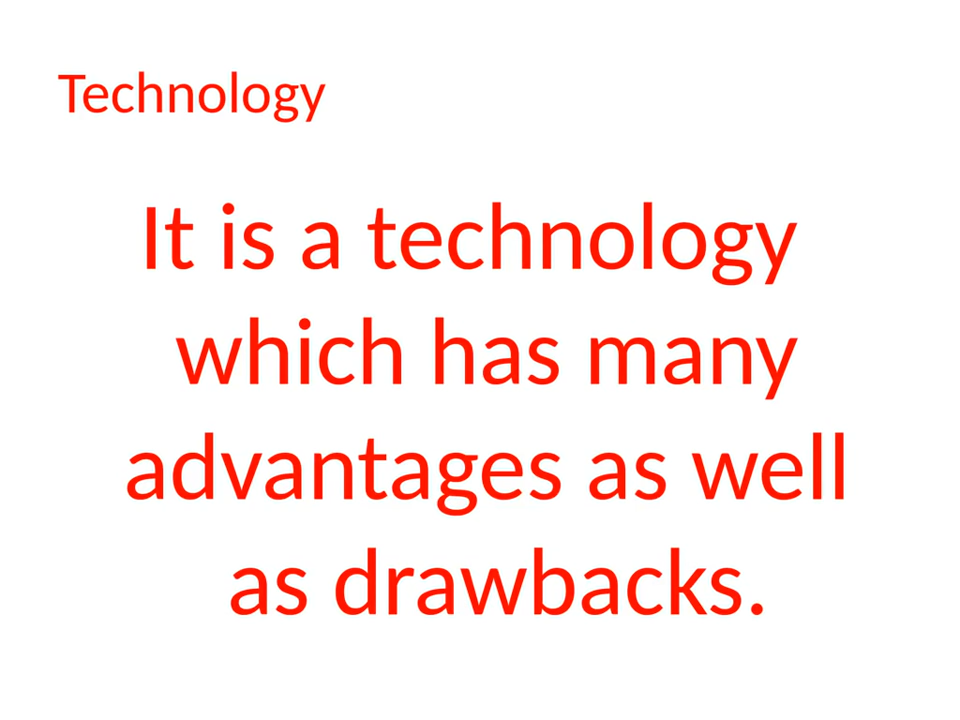 Technology
It is a technology
which has many
advantages as well
as drawbacks.